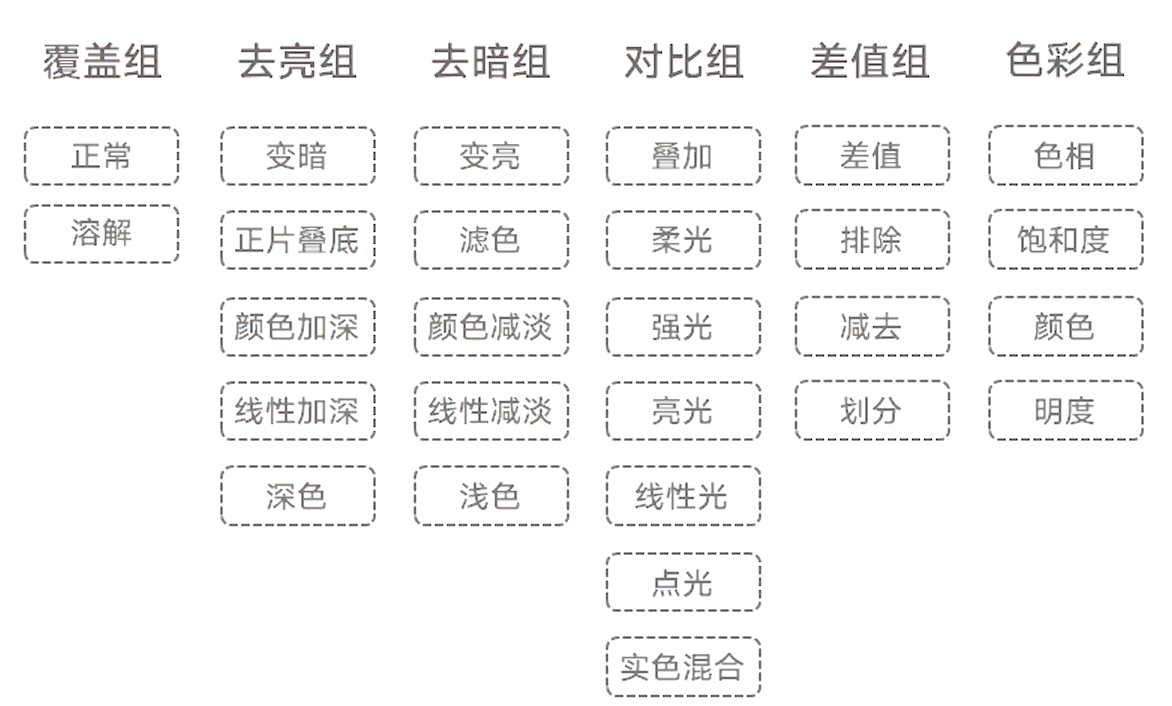 覆盖组
正常
溶解
去亮组
变暗
正片叠底
颜色加深
线性加深
深色
去暗组
变亮
滤色
颜色减淡
线性减淡
浅色
对比组
叠加
柔光
强光
亮光
线性光
点光
实色混合
差值组
差值
排除
减去
划分
色彩组
色相
饱和度
颜色
明度